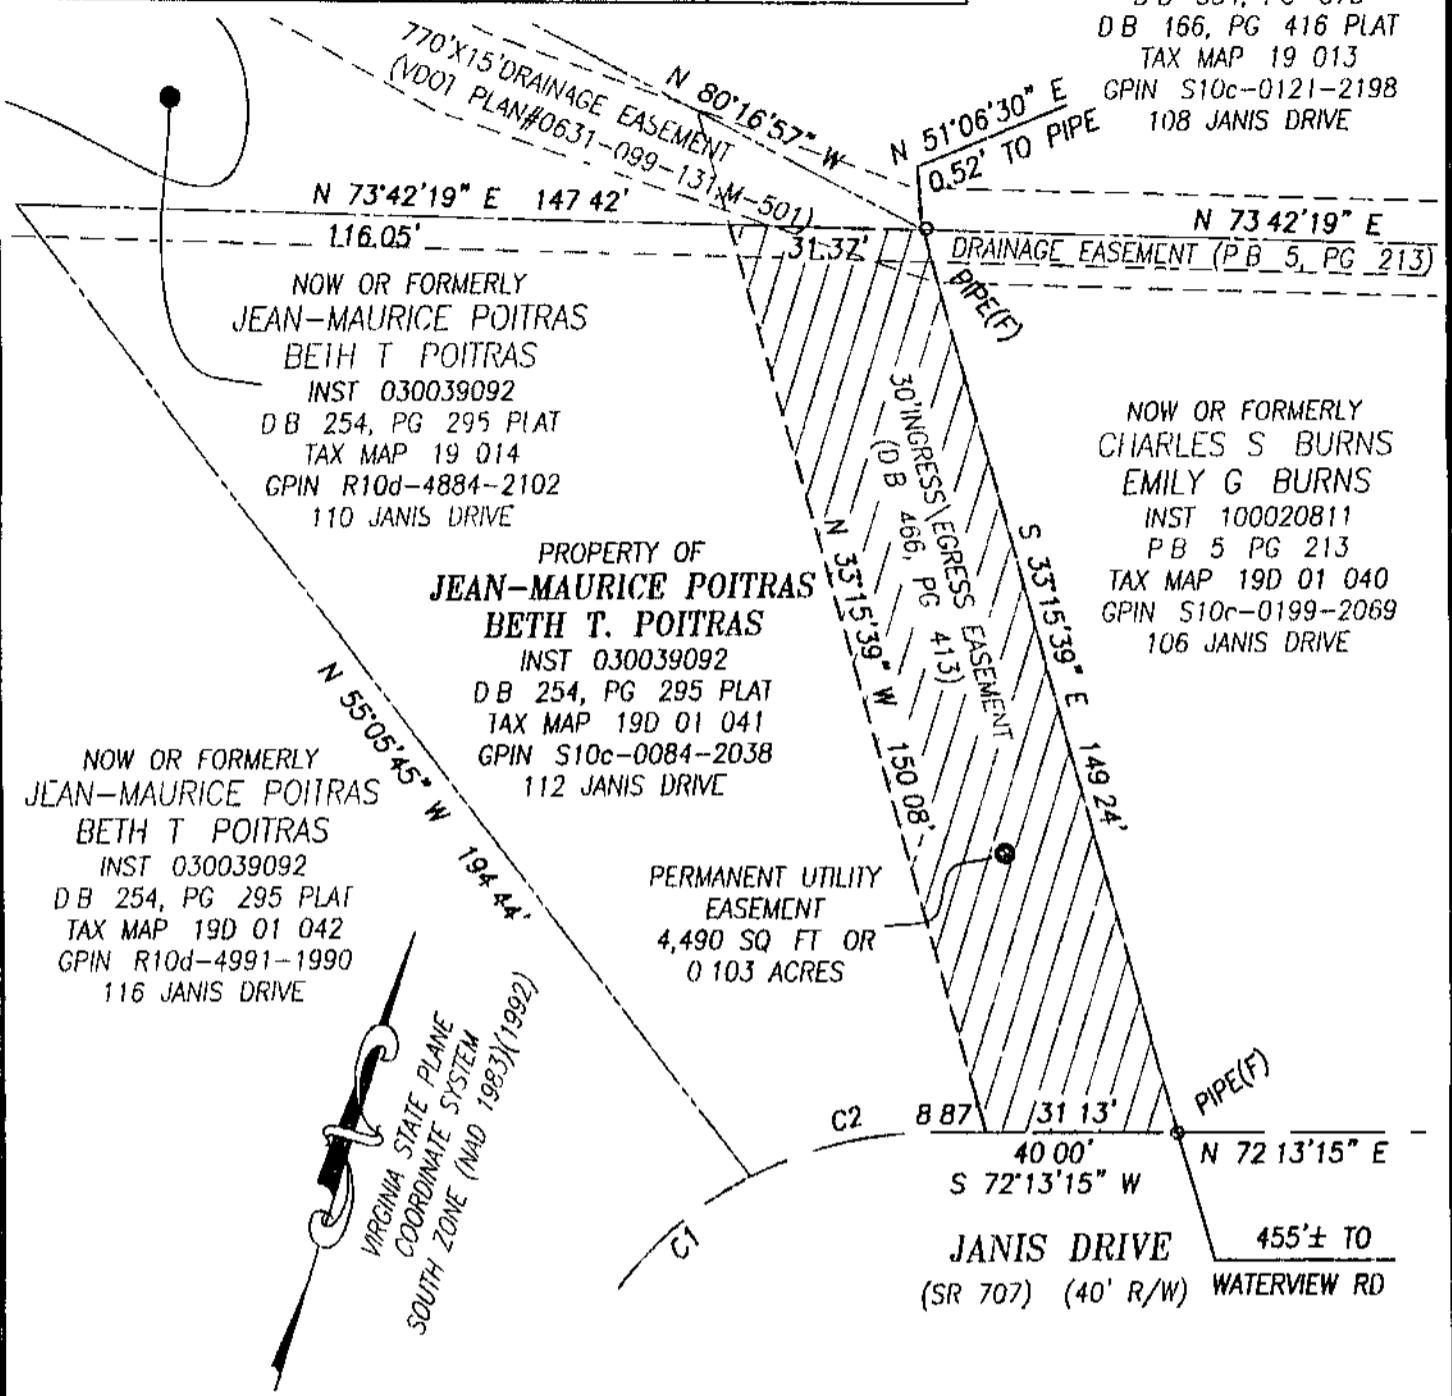 D B 166, PG 416 PLAT
TAX MAP 19 013
GPIN S10c-0121-2198
108 JANIS DRIVE
770'X15'DRAINAGE EASEMENT
(VDOT PLAN#0631-099-131,M-501)
N 80°16'57" W
N 51°06'30" E
0.52' TO PIPE
N 73°42'19" E 147 42'
116.05'
31.37'
N 73 42'19" E
DRAINAGE EASEMENT (P B 5, PG 213)
PIPE(F)
NOW OR FORMERLY
JEAN-MAURICE POITRAS
BETH T POITRAS
INST 030039092
D B 254, PG 295 PLAT
TAX MAP 19 014
GPIN R10d-4884-2102
110 JANIS DRIVE
30'INGRESS\EGRESS EASEMENT
(D B 466, PG 413)
NOW OR FORMERLY
CHARLES S BURNS
EMILY G BURNS
INST 100020811
P B 5 PG 213
TAX MAP 19D 01 040
GPIN S10c-0199-2069
106 JANIS DRIVE
PROPERTY OF
JEAN-MAURICE POITRAS
BETH T. POITRAS
INST 030039092
D B 254, PG 295 PLAT
TAX MAP 19D 01 041
GPIN S10c-0084-2038
112 JANIS DRIVE
N 33°15'39" W 150 08'
S 33°15'39" E 149 24'
N 55°05'45" W 194 44'
NOW OR FORMERLY
JEAN-MAURICE POITRAS
BETH T POITRAS
INST 030039092
D B 254, PG 295 PLAT
TAX MAP 19D 01 042
GPIN R10d-4991-1990
116 JANIS DRIVE
PERMANENT UTILITY
EASEMENT
4,490 SQ FT OR
0 103 ACRES
VIRGINIA STATE PLANE
COORDINATE SYSTEM
SOUTH ZONE (NAD 1983)(1992)
PIPE(F)
C2
8 87'
31 13'
40 00'
S 72°13'15" W
N 72 13'15" E
C1
JANIS DRIVE
(SR 707) (40' R/W)
455'± TO
WATERVIEW RD